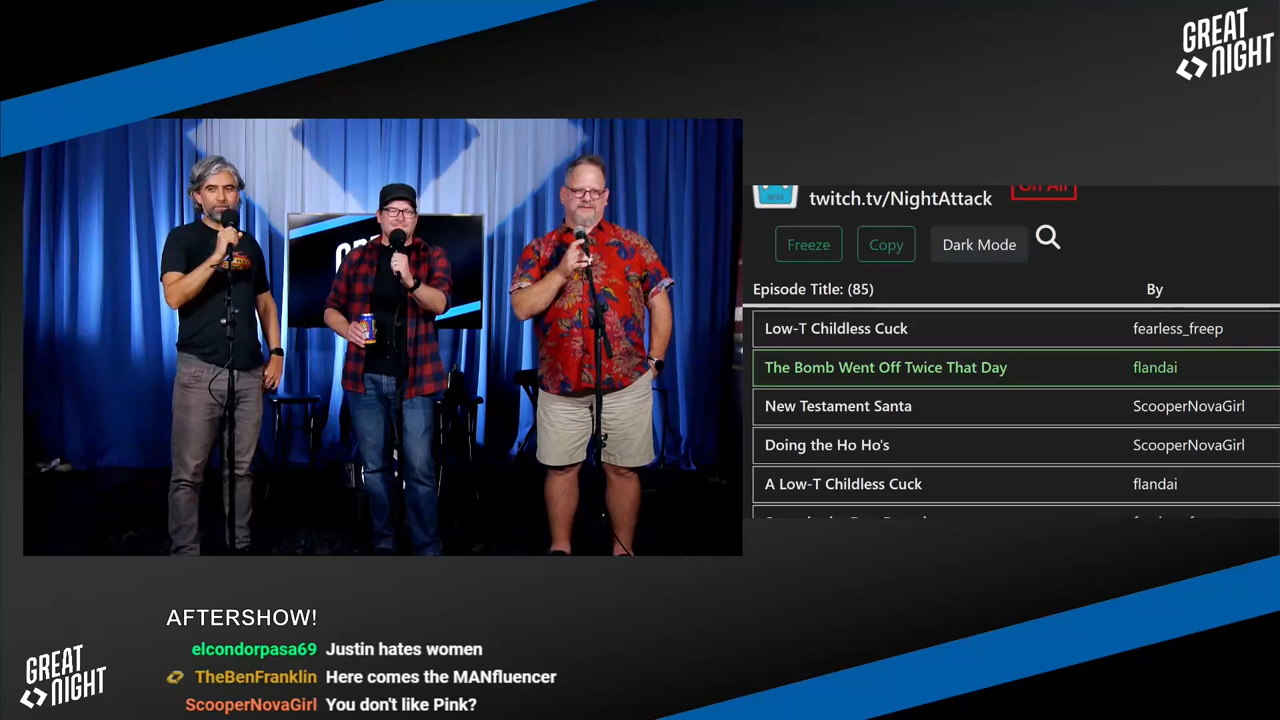 GREAT
NIGHT
twitch.tv/NightAttack
On Air
Freeze
Copy
Dark Mode
Episode Title: (85)
By
Low-T Childless Cuck
fearless_freep
The Bomb Went Off Twice That Day
flandai
New Testament Santa
ScooperNovaGirl
Doing the Ho Ho's
ScooperNovaGirl
A Low-T Childless Cuck
flandai
AFTERSHOW!
elcondorpasa69 Justin hates women
TheBenFranklin Here comes the MANfluencer
ScooperNovaGirl You don't like Pink?
GREAT
NIGHT